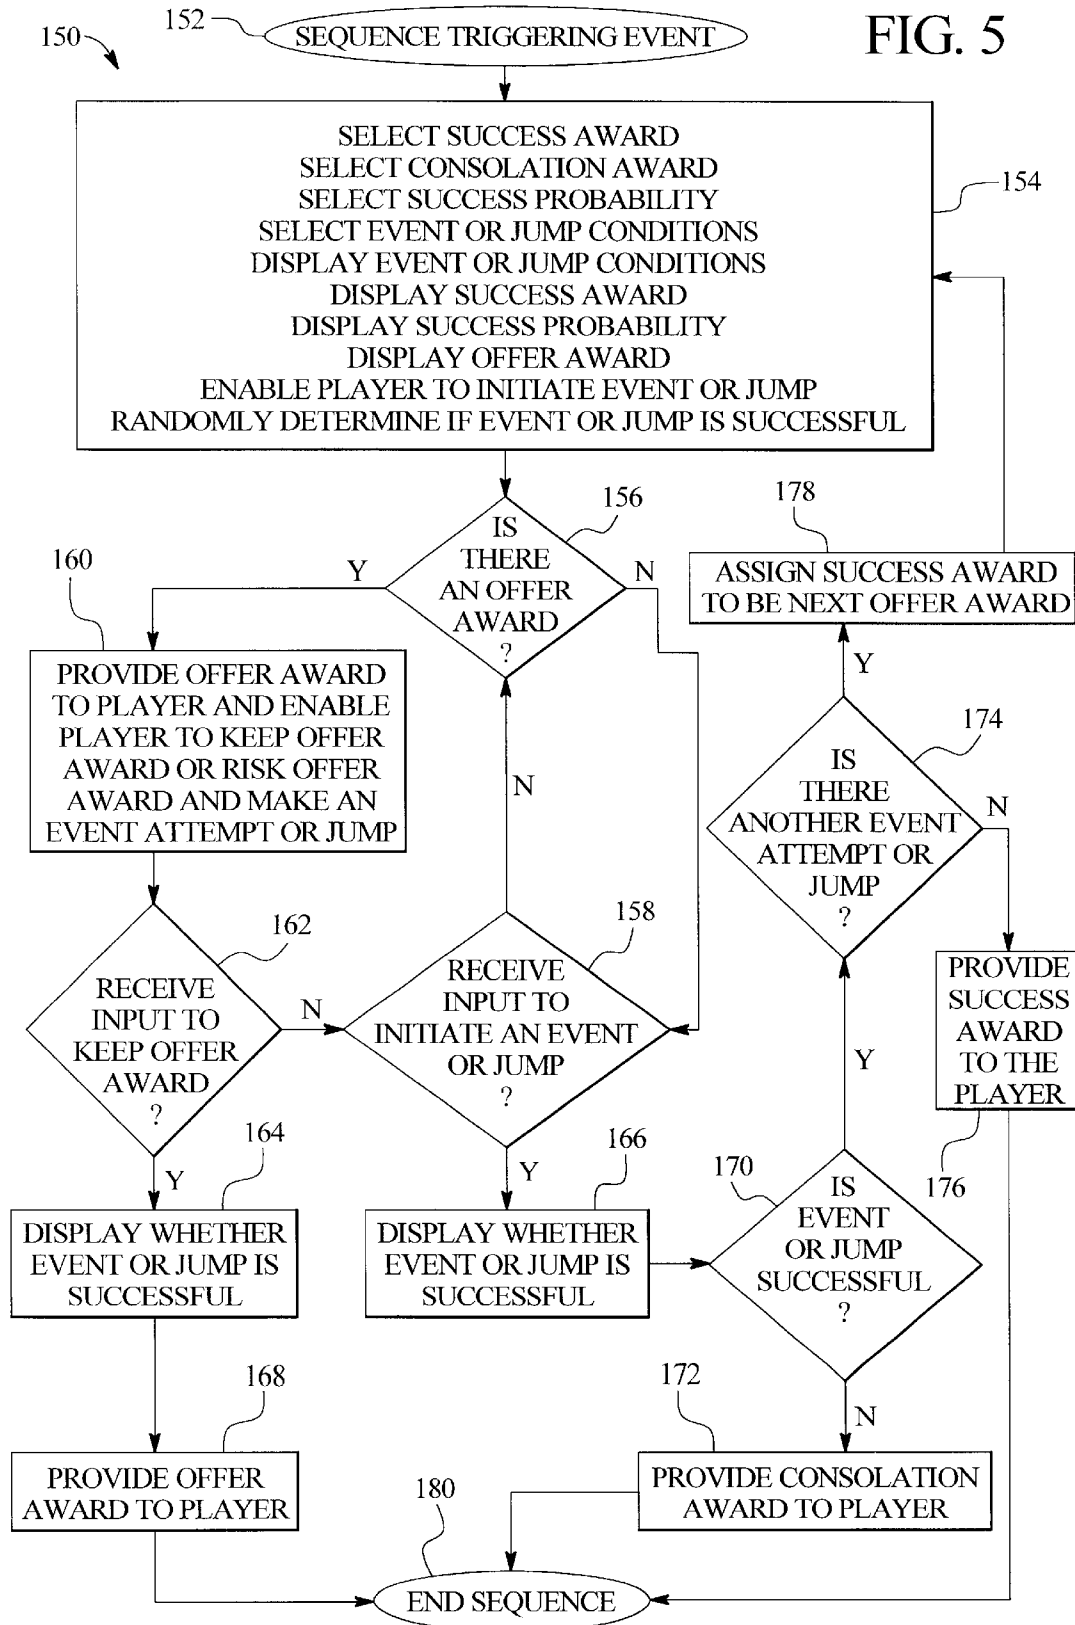 FIG. 5
150
152
SEQUENCE TRIGGERING EVENT
SELECT SUCCESS AWARD
SELECT CONSOLATION AWARD
SELECT SUCCESS PROBABILITY
SELECT EVENT OR JUMP CONDITIONS
DISPLAY EVENT OR JUMP CONDITIONS
DISPLAY SUCCESS AWARD
DISPLAY SUCCESS PROBABILITY
DISPLAY OFFER AWARD
ENABLE PLAYER TO INITIATE EVENT OR JUMP
RANDOMLY DETERMINE IF EVENT OR JUMP IS SUCCESSFUL
154
156
IS
THERE
AN OFFER
AWARD
?
Y
N
160
PROVIDE OFFER AWARD
TO PLAYER AND ENABLE
PLAYER TO KEEP OFFER
AWARD OR RISK OFFER
AWARD AND MAKE AN
EVENT ATTEMPT OR JUMP
178
ASSIGN SUCCESS AWARD
TO BE NEXT OFFER AWARD
Y
174
IS
THERE
ANOTHER EVENT
ATTEMPT OR
JUMP
?
N
N
162
RECEIVE
INPUT TO
KEEP OFFER
AWARD
?
N
Y
158
RECEIVE
INPUT TO
INITIATE AN EVENT
OR JUMP
?
Y
Y
PROVIDE
SUCCESS
AWARD
TO THE
PLAYER
176
164
DISPLAY WHETHER
EVENT OR JUMP IS
SUCCESSFUL
166
DISPLAY WHETHER
EVENT OR JUMP IS
SUCCESSFUL
170
IS
EVENT
OR JUMP
SUCCESSFUL
?
N
168
PROVIDE OFFER
AWARD TO PLAYER
172
PROVIDE CONSOLATION
AWARD TO PLAYER
180
END SEQUENCE